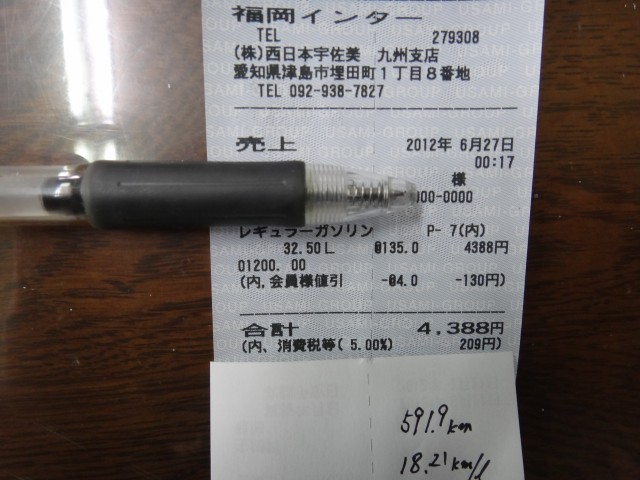 福岡インター
TEL 279308
(株)西日本宇佐美 九州支店
愛知県津島市埋田町1丁目8番地
TEL 092-938-7827
売上 2012年 6月27日
00:17
様
000-0000
レギュラーガソリン P- 7(内)
32.50L @135.0 4388円
01200. 00
(内,会員様値引 -@4.0 -130円)
合計 4,388円
(内、消費税等( 5.00%) 209円)
591.9km
18.21km/l